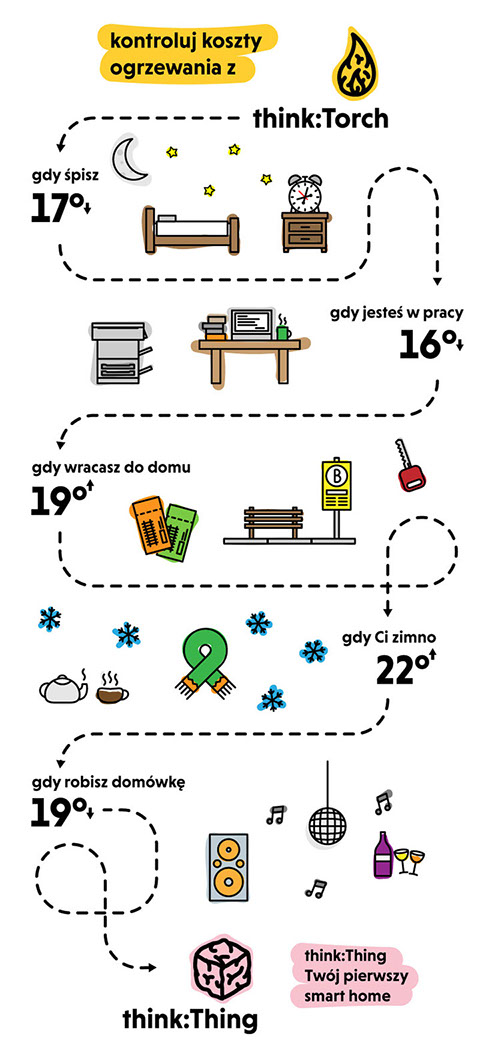 kontroluj koszty
ogrzewania z
think:Torch
gdy śpisz
17°↓
gdy jesteś w pracy
16°↓
gdy wracasz do domu
19°↑
B
gdy Ci zimno
22°↑
gdy robisz domówkę
19°↓
think:Thing
think:Thing
Twój pierwszy
smart home